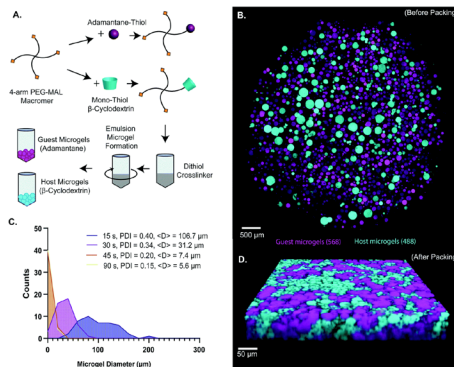 A.
Adamantane-Thiol
+
4-arm PEG-MAL
Macromer
+
Mono-Thiol
β-Cyclodextrin
Emulsion
Microgel
Formation
Guest Microgels
(Adamantane)
Dithiol
Crosslinker
Host Microgels
(β-Cyclodextrin)
B.
(Before Packing)
500 μm
Guest microgels (568) Host microgels (488)
C.
15 s, PDI = 0.40, <D> = 106.7 μm
30 s, PDI = 0.34, <D> = 31.2 μm
45 s, PDI = 0.20, <D> = 7.4 μm
90 s, PDI = 0.15, <D> = 5.6 μm
Counts
50
40
30
20
10
0
0 100 200 300
Microgel Diameter (μm)
D.
(After Packing)
50 μm